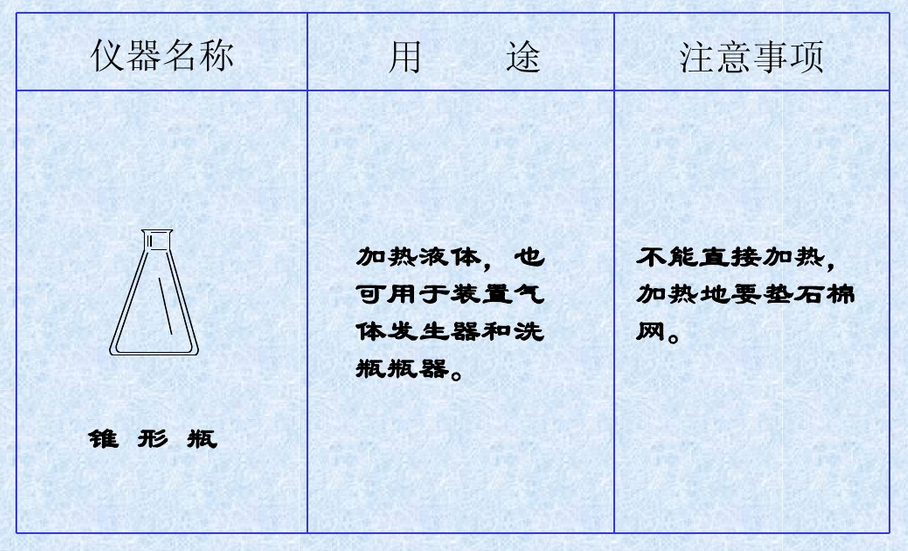 仪器名称 用 途 注意事项
加热液体，也
可用于装置气
体发生器和洗
瓶瓶器。
不能直接加热，
加热地要垫石棉
网。
锥 形 瓶